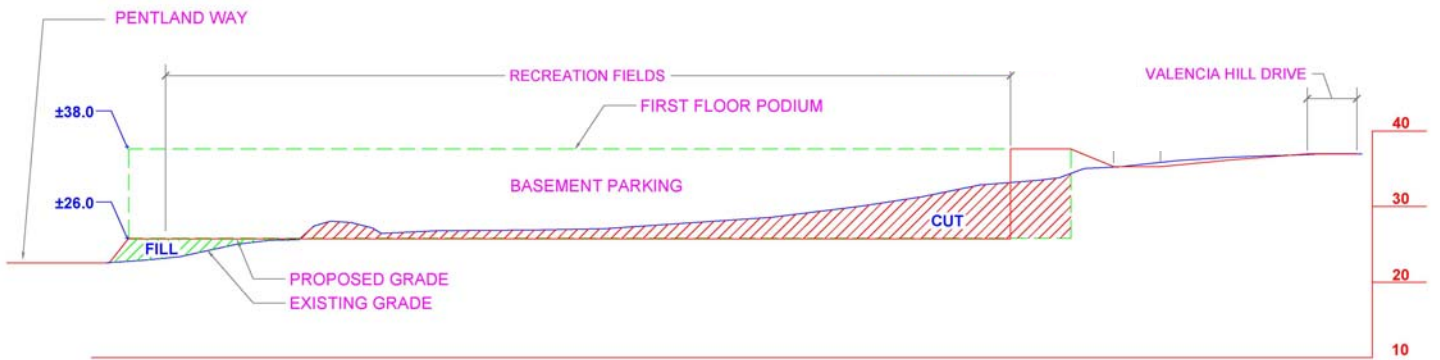 PENTLAND WAY
RECREATION FIELDS
VALENCIA HILL DRIVE
FIRST FLOOR PODIUM
±38.0
40
BASEMENT PARKING
±26.0
30
CUT
FILL
PROPOSED GRADE
20
EXISTING GRADE
10